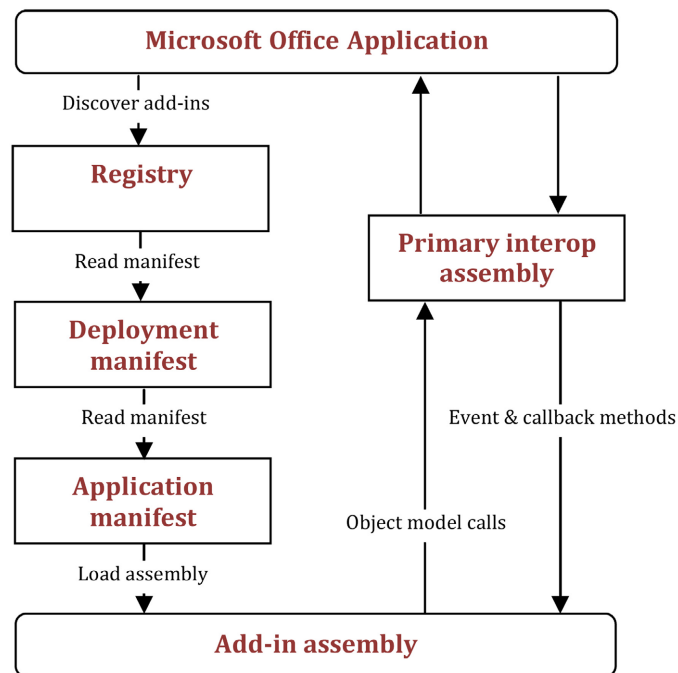 Microsoft Office Application
Discover add-ins
Registry
Read manifest
Deployment
manifest
Read manifest
Application
manifest
Load assembly
Primary interop
assembly
Event & callback methods
Object model calls
Add-in assembly